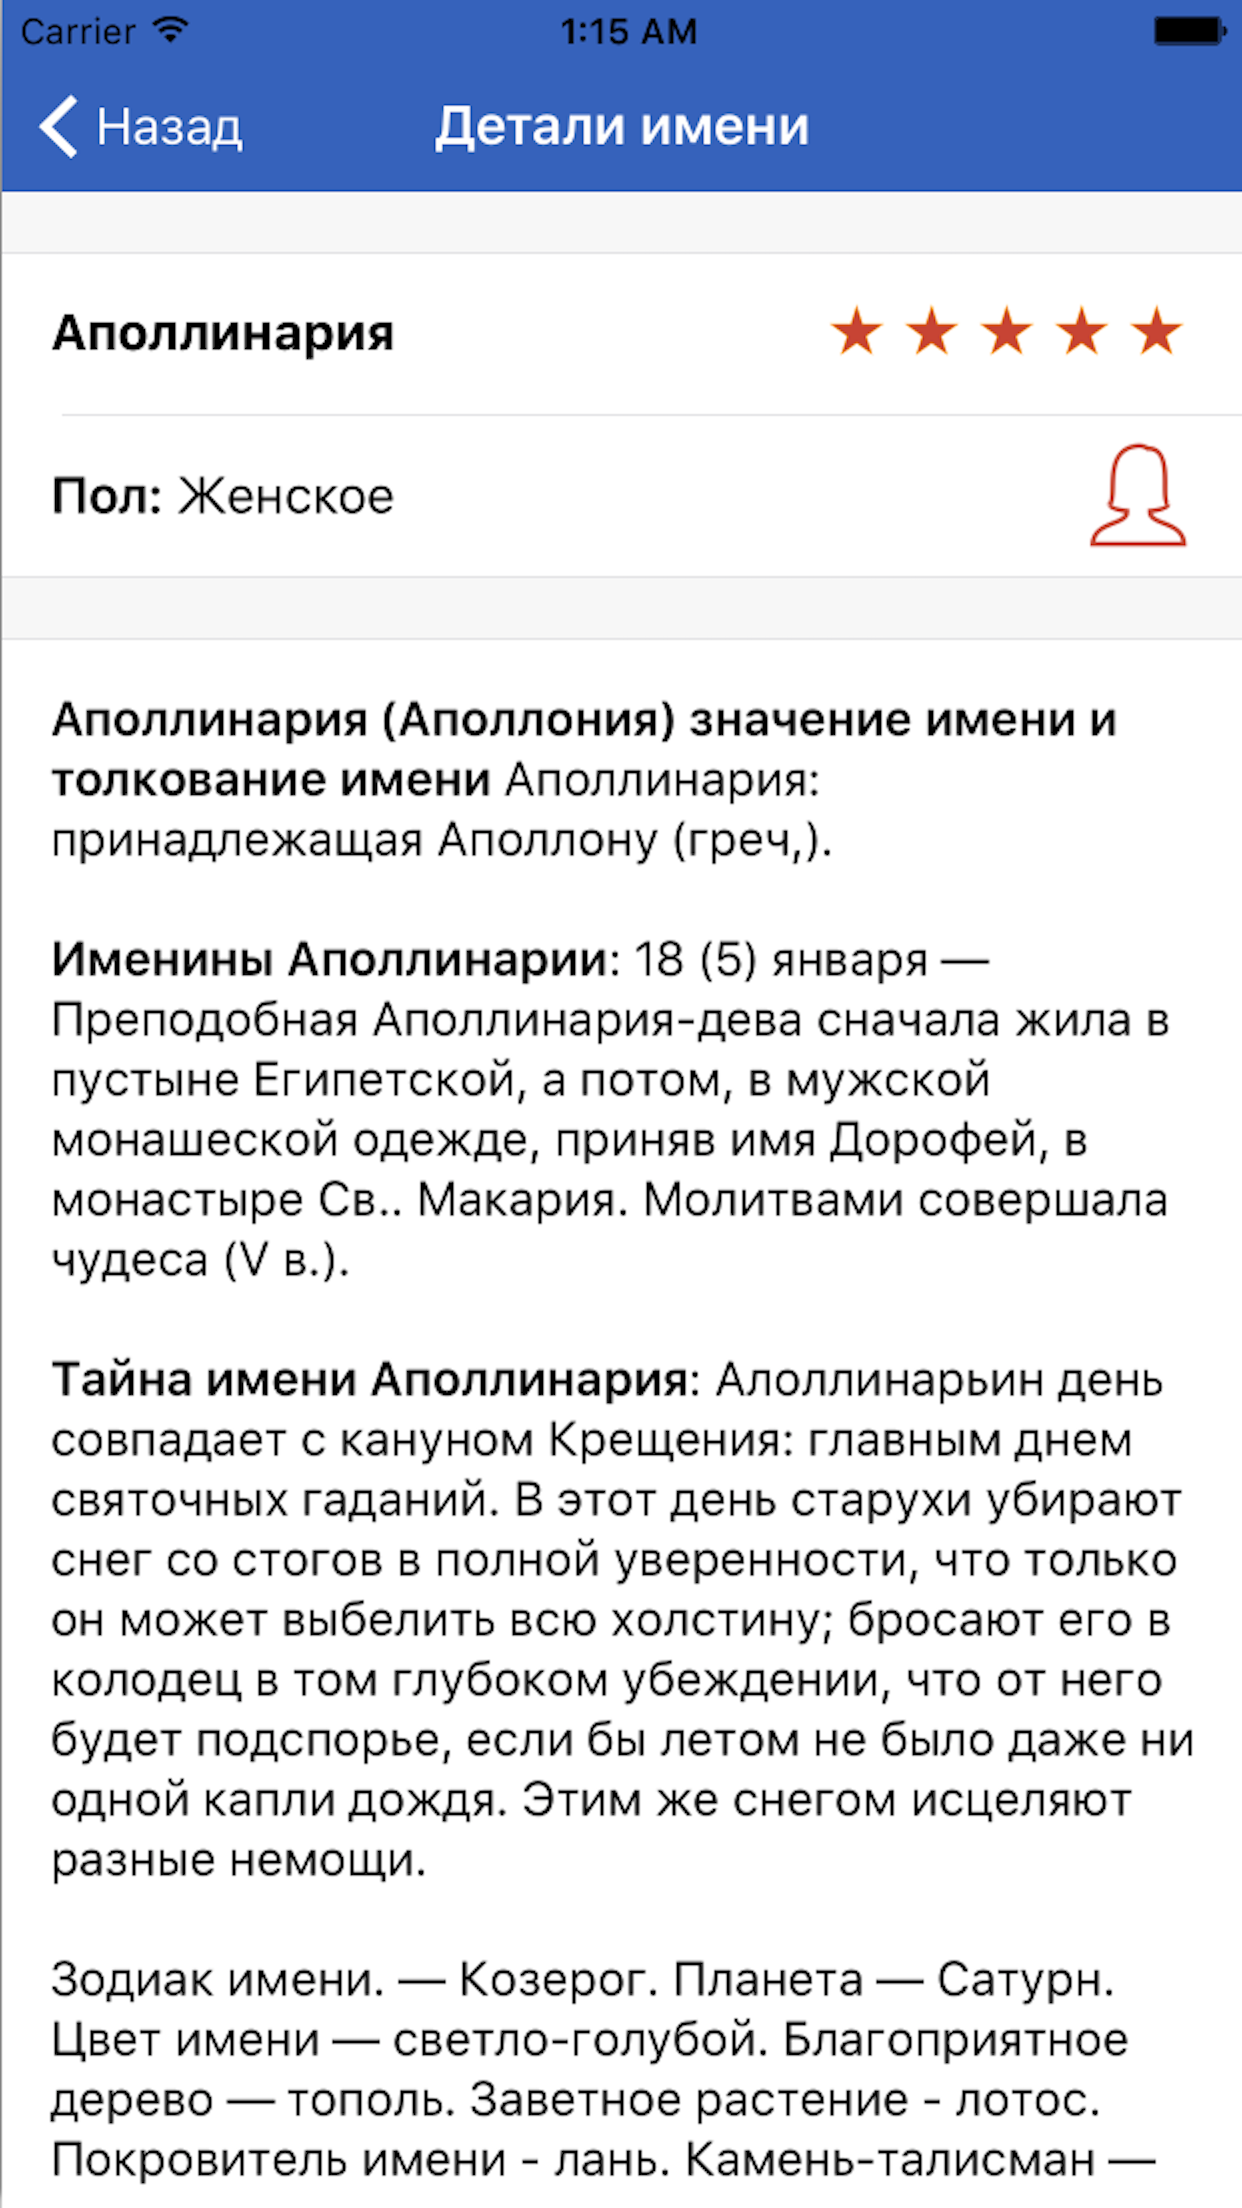 Carrier
1:15 AM
Назад
Детали имени
Аполлинария
Пол: Женское
Аполлинария (Аполлония) значение имени и
толкование имени Аполлинария:
принадлежащая Аполлону (греч,).
Именины Аполлинарии: 18 (5) января —
Преподобная Аполлинария-дева сначала жила в
пустыне Египетской, а потом, в мужской
монашеской одежде, приняв имя Дорофей, в
монастыре Св.. Макария. Молитвами совершала
чудеса (V в.).
Тайна имени Аполлинария: Алоллинарьин день
совпадает с кануном Крещения: главным днем
святочных гаданий. В этот день старухи убирают
снег со стогов в полной уверенности, что только
он может выбелить всю холстину; бросают его в
колодец в том глубоком убеждении, что от него
будет подспорье, если бы летом не было даже ни
одной капли дождя. Этим же снегом исцеляют
разные немощи.
Зодиак имени. — Козерог. Планета — Сатурн.
Цвет имени — светло-голубой. Благоприятное
дерево — тополь. Заветное растение - лотос.
Покровитель имени - лань. Камень-талисман —